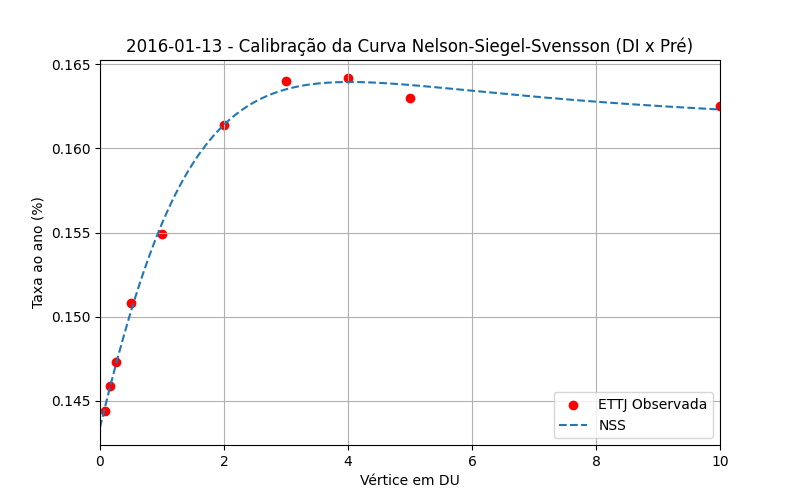 2016-01-13 - Calibração da Curva Nelson-Siegel-Svensson (DI x Pré)
Taxa ao ano (%)
0.165
0.160
0.155
0.150
0.145
0 2 4 6 8 10
Vértice em DU
ETTJ Observada
NSS